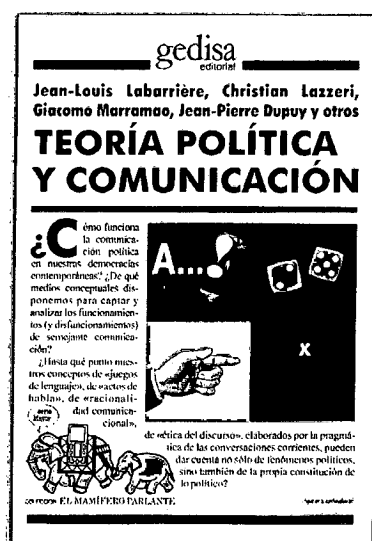 gedisa
editorial
Jean-Louis Labarrière, Christian Lazzeri,
Giacomo Marramao, Jean-Pierre Dupuy y otros
TEORÍA POLÍTICA
Y COMUNICACIÓN
¿Cómo funciona
la comunica-
ción política
en nuestras democracias
contemporáneas? ¿De qué
medios conceptuales dis-
ponemos para captar y
analizar los funcionamien-
tos (y disfuncionamientos)
de semejante comunica-
ción?
¿Hasta qué punto nues-
tros conceptos de «juegos
de lenguaje», de «actos de
habla», de «racionali-
dad comunica-
cional»,
de «ética del discurso», elaborados por la pragmá-
tica de las conversaciones corrientes, pueden
dar cuenta no sólo de fenómenos políticos,
sino también de la propia constitución de
lo político?
A...
x
EL MAMÍFERO PARLANTE